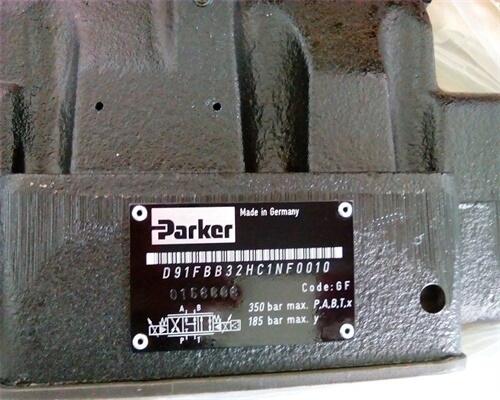 Parker
Made in Germany
D91FBB32HC1NF0010
Code:GF
350 bar max. P,A,B,T,x
185 bar max. y
A B
P T